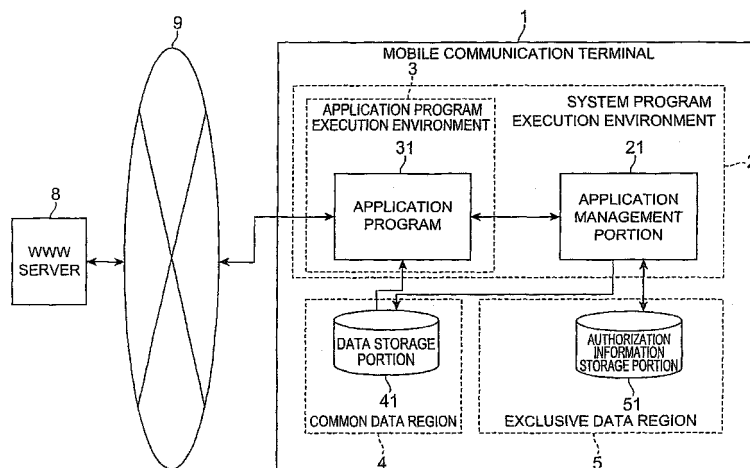 9
1
MOBILE COMMUNICATION TERMINAL
3
APPLICATION PROGRAM
EXECUTION ENVIRONMENT
SYSTEM PROGRAM
EXECUTION ENVIRONMENT
31
21
2
8
APPLICATION
PROGRAM
APPLICATION
MANAGEMENT
PORTION
WWW
SERVER
DATA STORAGE
PORTION
AUTHORIZATION
INFORMATION
STORAGE PORTION
41
51
COMMON DATA REGION
EXCLUSIVE DATA REGION
4
5